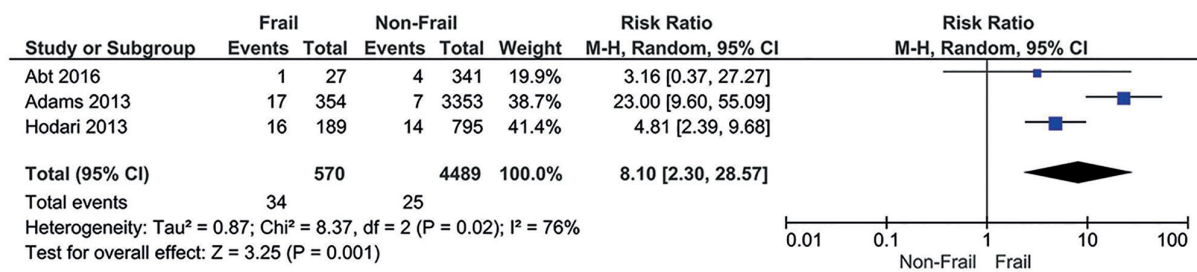 Frail Non-Frail Risk Ratio Risk Ratio
Study or Subgroup Events Total Events Total Weight M-H, Random, 95% CI M-H, Random, 95% CI
Abt 2016 1 27 4 341 19.9% 3.16 [0.37, 27.27]
Adams 2013 17 354 7 3353 38.7% 23.00 [9.60, 55.09]
Hodari 2013 16 189 14 795 41.4% 4.81 [2.39, 9.68]
Total (95% CI) 570 4489 100.0% 8.10 [2.30, 28.57]
Total events 34 25
Heterogeneity: Tau² = 0.87; Chi² = 8.37, df = 2 (P = 0.02); I² = 76%
Test for overall effect: Z = 3.25 (P = 0.001)
0.01 0.1 1 10 100
Non-Frail Frail